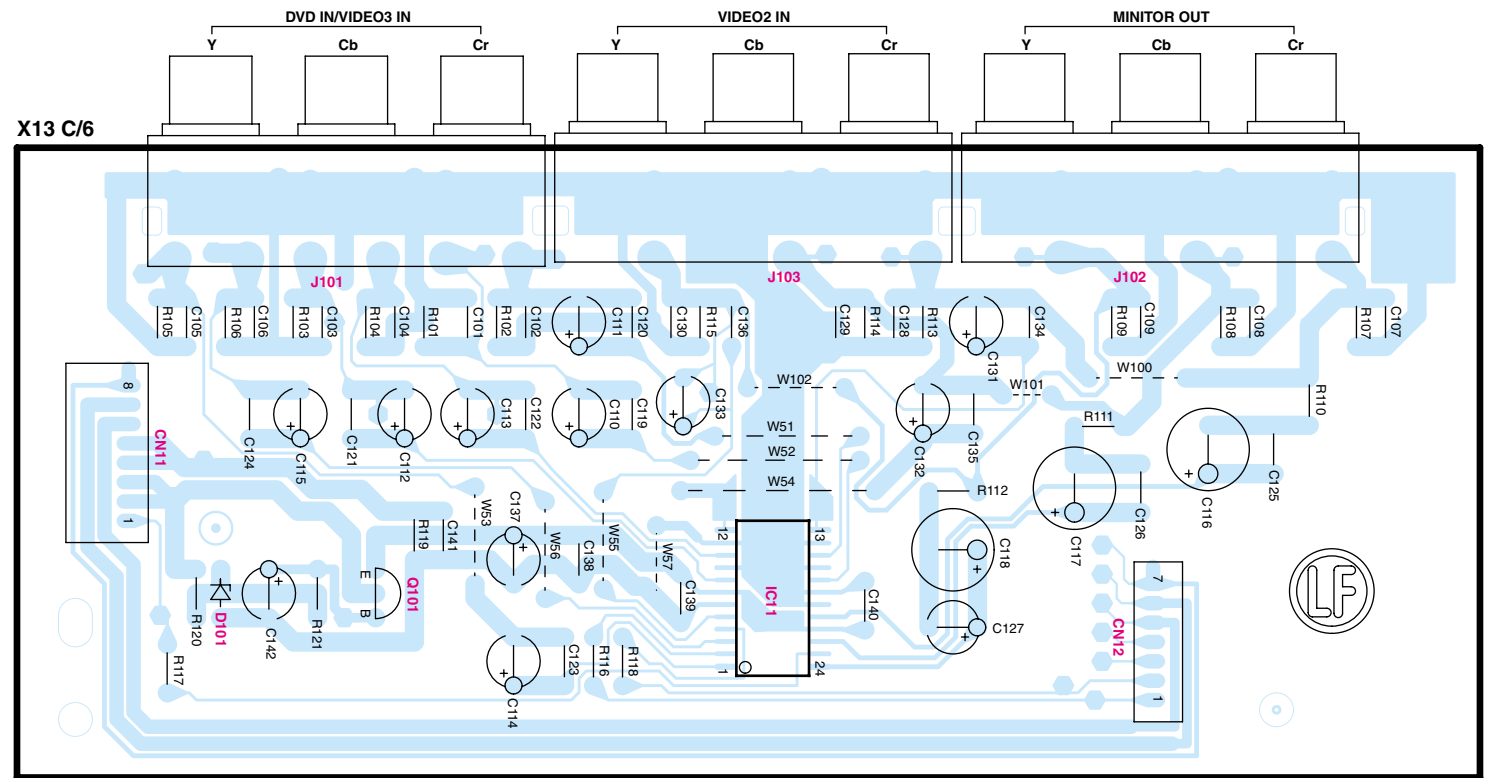 DVD IN/VIDEO3 IN VIDEO2 IN MINITOR OUT
Y Cb Cr Y Cb Cr Y Cb Cr
X13 C/6
J101 J103 J102
R105 C105 R106 C106 R103 C103 R104 C104 R101 C101 R102 C102 + C111 C120 C130 R115 C136 C129 R114 C128 R113 + C131 C134 R109 C109 R108 C108 R107 C107
W102 W101 W100
8 CN11 1
C124 + C115 C121 + C112 + C113 C122 + C110 C119 + C133 + C132 C135 R111 R110
W51
W52
W54
R112 + C117 C126 + C116 C125
R119 C141 W53 C137 + W56 C138 W55 W57 C139
12 13
IC11
1 24
C140 C118 + C127 +
R120 D101 + C142 R121 E B Q101
R117 + C114 C123 R116 R118
7 CN12 1
LF